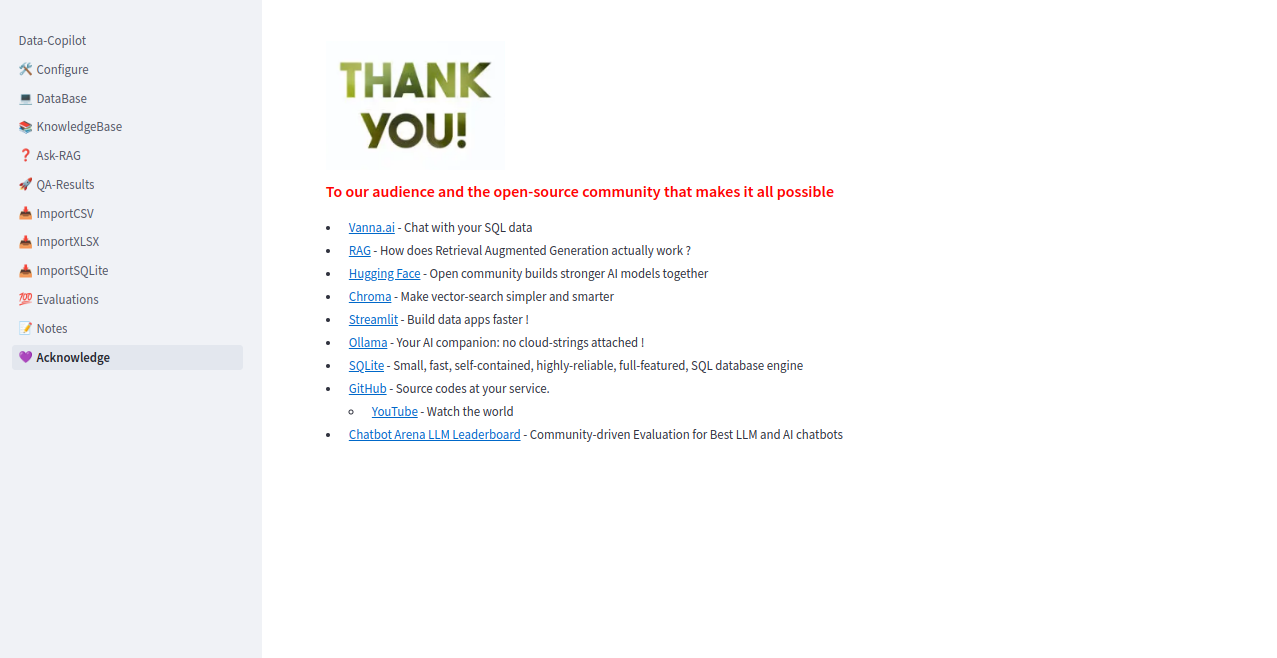 Data-Copilot
🛠️ Configure
💻 DataBase
📚 KnowledgeBase
❓ Ask-RAG
🚀 QA-Results
📥 ImportCSV
📥 ImportXLSX
📥 ImportSQLite
💯 Evaluations
📝 Notes
💜 Acknowledge
THANK
YOU!
To our audience and the open-source community that makes it all possible
• Vanna.ai - Chat with your SQL data
• RAG - How does Retrieval Augmented Generation actually work ?
• Hugging Face - Open community builds stronger AI models together
• Chroma - Make vector-search simpler and smarter
• Streamlit - Build data apps faster !
• Ollama - Your AI companion: no cloud-strings attached !
• SQLite - Small, fast, self-contained, highly-reliable, full-featured, SQL database engine
• GitHub - Source codes at your service.
◦ YouTube - Watch the world
• Chatbot Arena LLM Leaderboard - Community-driven Evaluation for Best LLM and AI chatbots